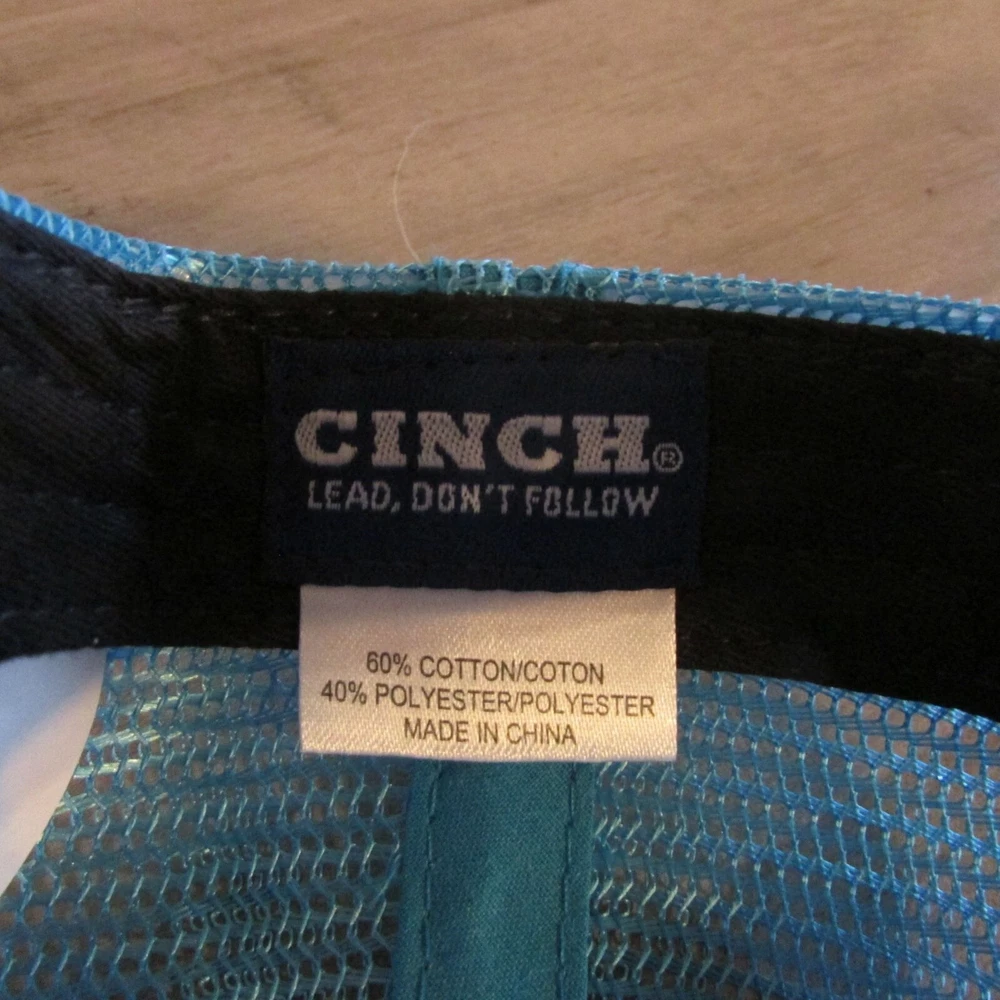 CINCH®
LEAD, DON'T FOLLOW
60% COTTON/COTON
40% POLYESTER/POLYESTER
MADE IN CHINA